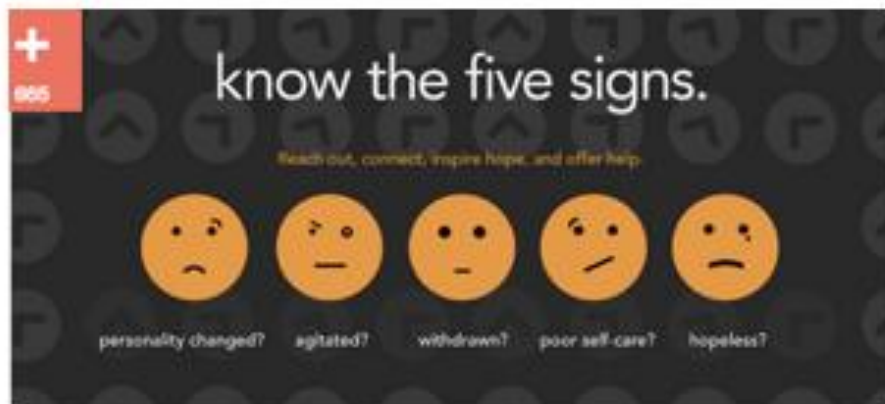 +
665
know the five signs.
Reach out, connect, inspire hope, and offer help.
personality changed? agitated? withdrawn? poor self-care? hopeless?